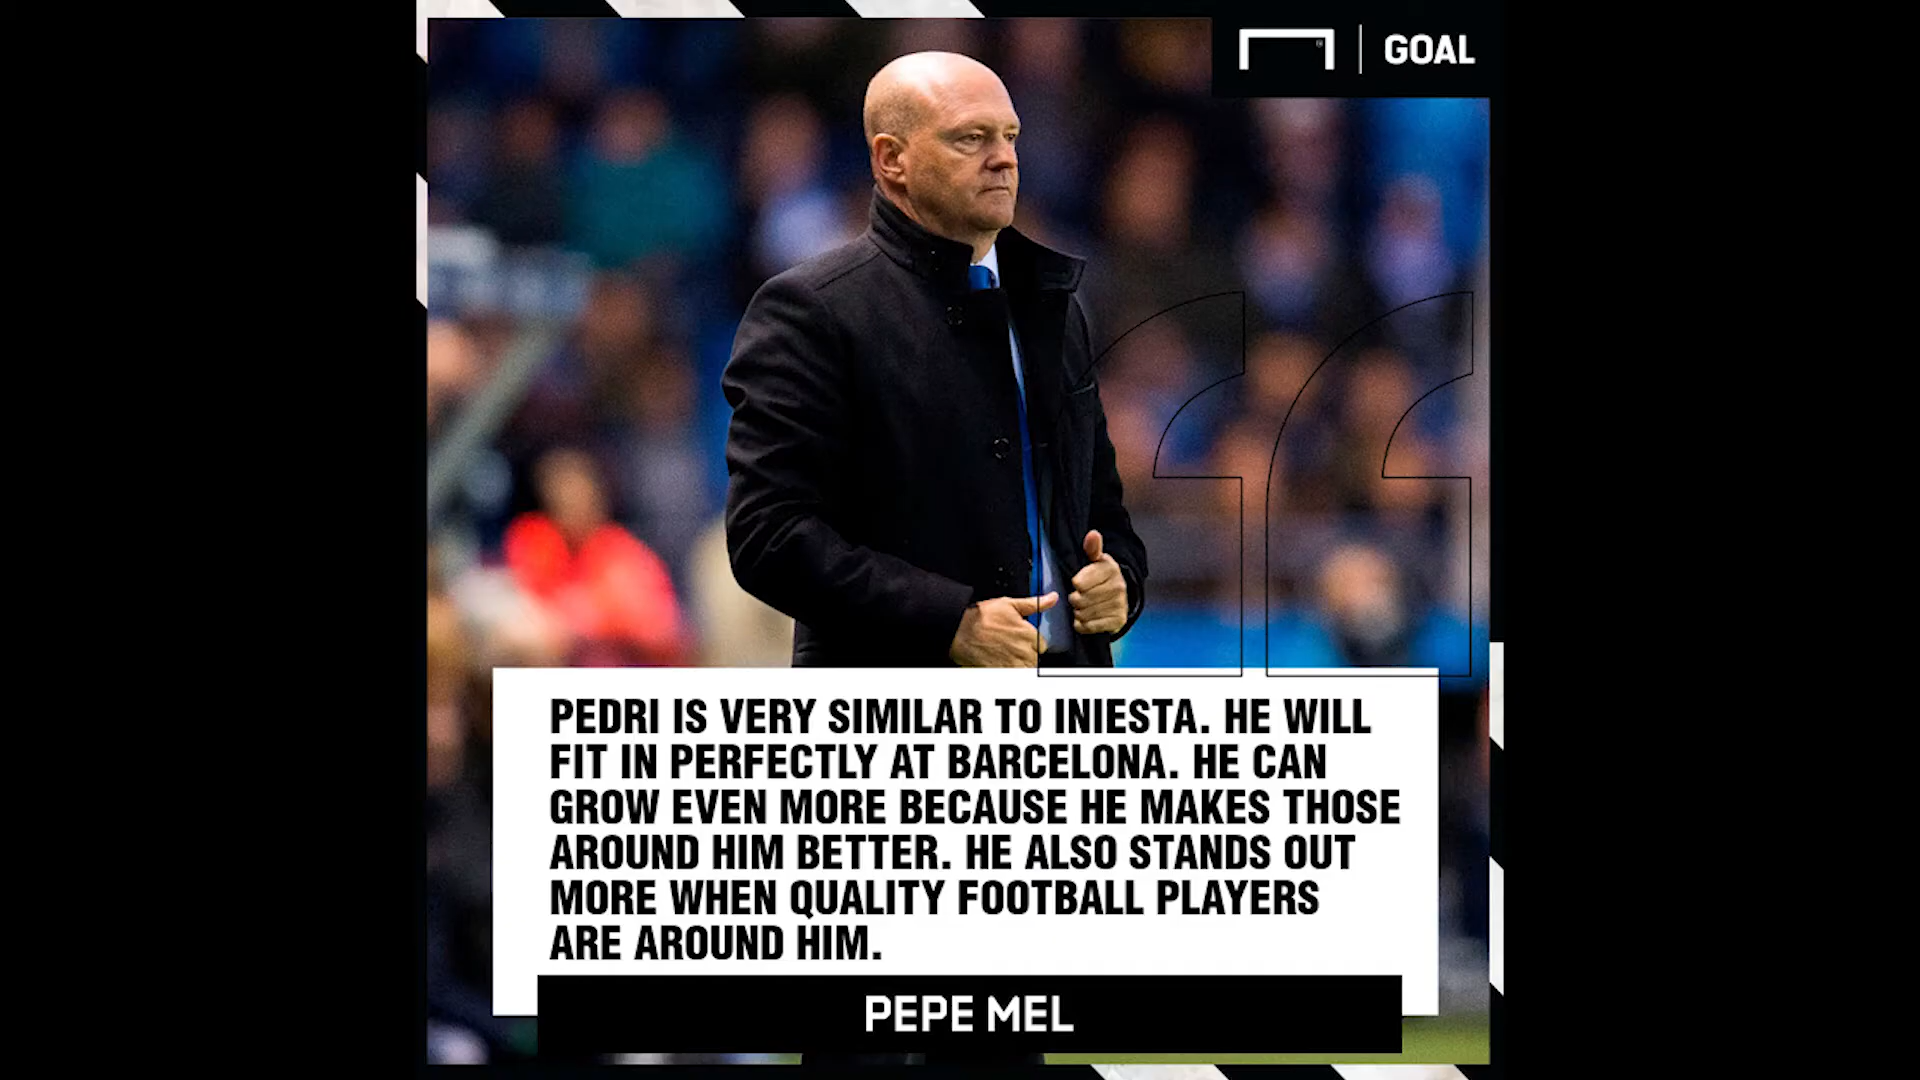 GOAL
PEDRI IS VERY SIMILAR TO INIESTA. HE WILL
FIT IN PERFECTLY AT BARCELONA. HE CAN
GROW EVEN MORE BECAUSE HE MAKES THOSE
AROUND HIM BETTER. HE ALSO STANDS OUT
MORE WHEN QUALITY FOOTBALL PLAYERS
ARE AROUND HIM.
PEPE MEL